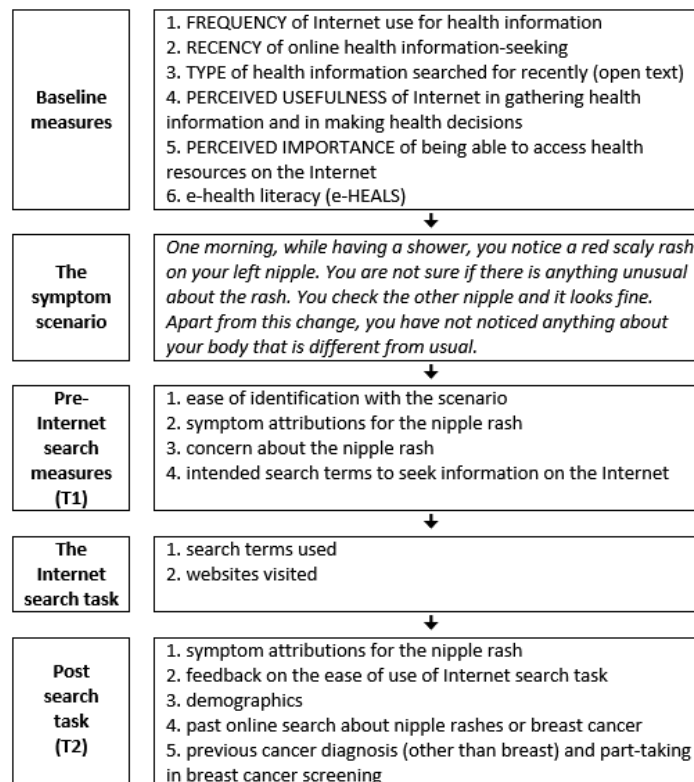 Baseline
measures
1. FREQUENCY of Internet use for health information
2. RECENCY of online health information-seeking
3. TYPE of health information searched for recently (open text)
4. PERCEIVED USEFULNESS of Internet in gathering health
information and in making health decisions
5. PERCEIVED IMPORTANCE of being able to access health
resources on the Internet
6. e-health literacy (e-HEALS)
The
symptom
scenario
One morning, while having a shower, you notice a red scaly rash
on your left nipple. You are not sure if there is anything unusual
about the rash. You check the other nipple and it looks fine.
Apart from this change, you have not noticed anything about
your body that is different from usual.
Pre-
Internet
search
measures
(T1)
1. ease of identification with the scenario
2. symptom attributions for the nipple rash
3. concern about the nipple rash
4. intended search terms to seek information on the Internet
The
Internet
search task
1. search terms used
2. websites visited
Post
search
task
(T2)
1. symptom attributions for the nipple rash
2. feedback on the ease of use of Internet search task
3. demographics
4. past online search about nipple rashes or breast cancer
5. previous cancer diagnosis (other than breast) and part-taking
in breast cancer screening